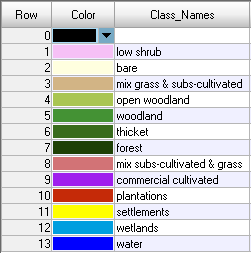 Row Color Class_Names
0
1 low shrub
2 bare
3 mix grass & subs-cultivated
4 open woodland
5 woodland
6 thicket
7 forest
8 mix subs-cultivated & grass
9 commercial cultivated
10 plantations
11 settlements
12 wetlands
13 water